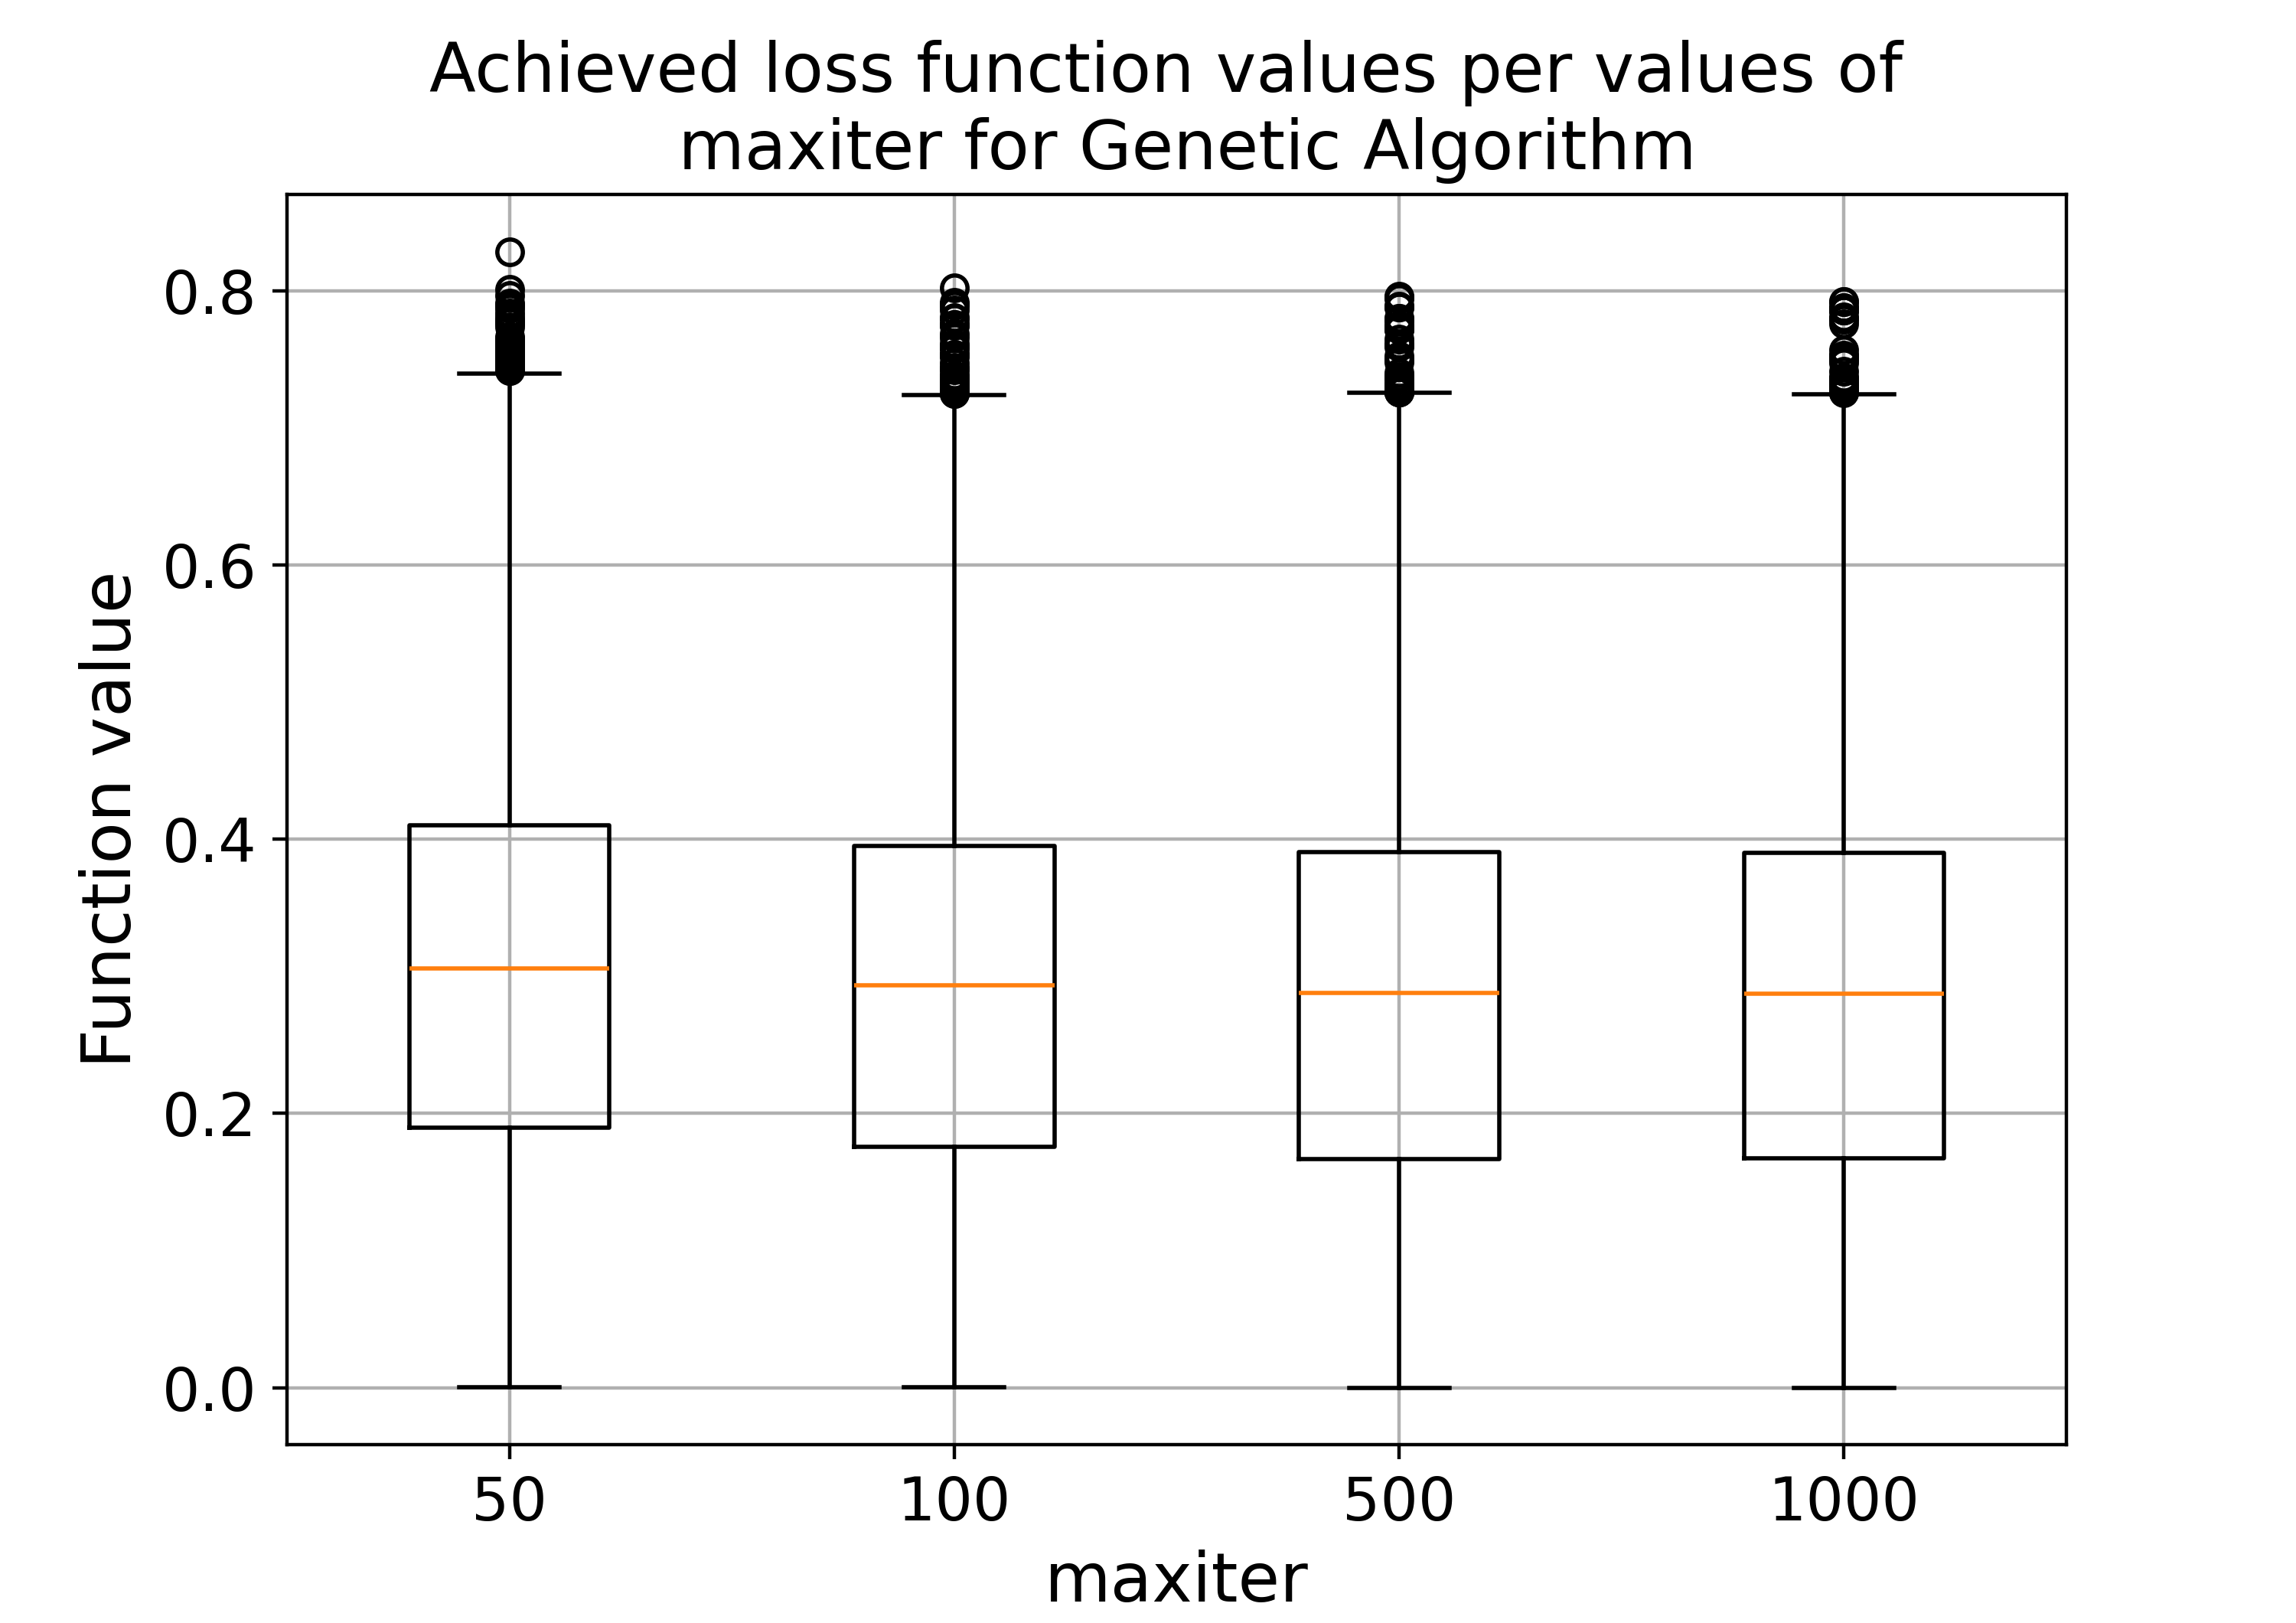 Achieved loss function values per values of
maxiter for Genetic Algorithm
Function value
0.8
0.6
0.4
0.2
0.0
50 100 500 1000
maxiter